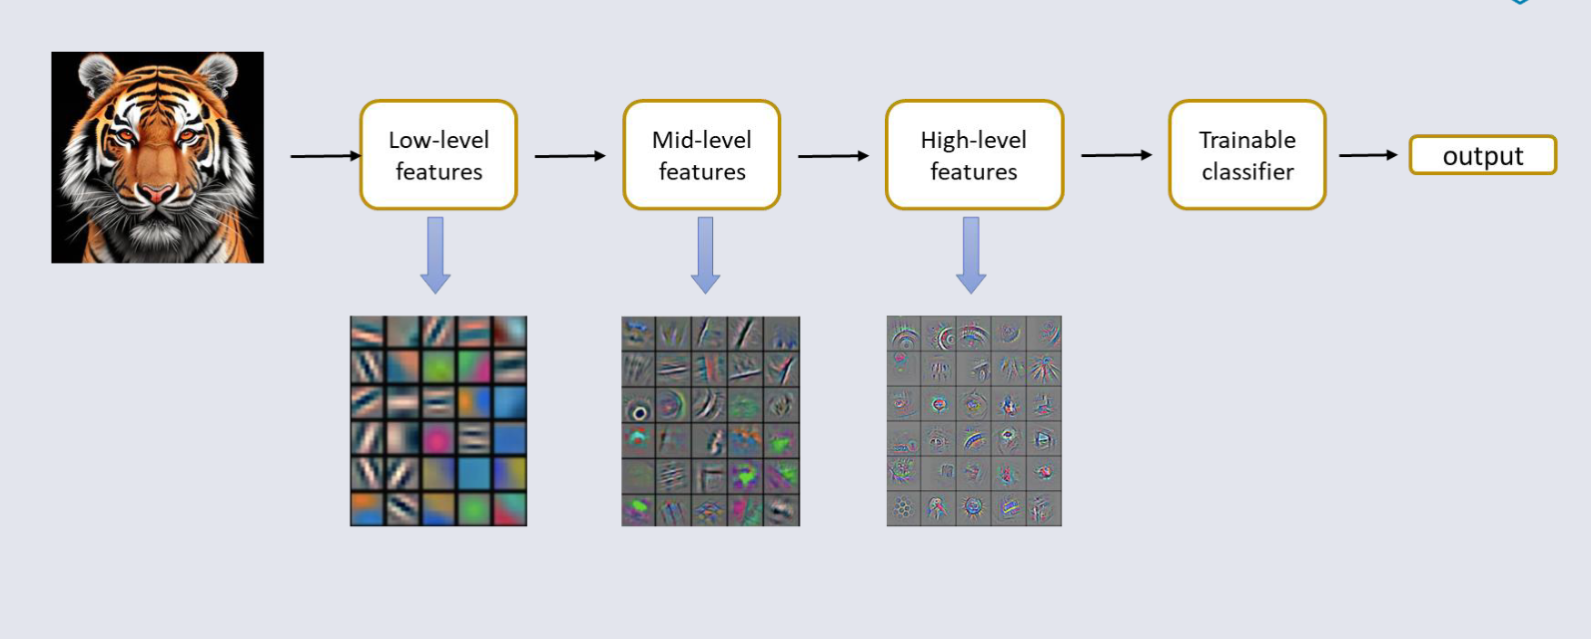 Low-level
features
Mid-level
features
High-level
features
Trainable
classifier
output